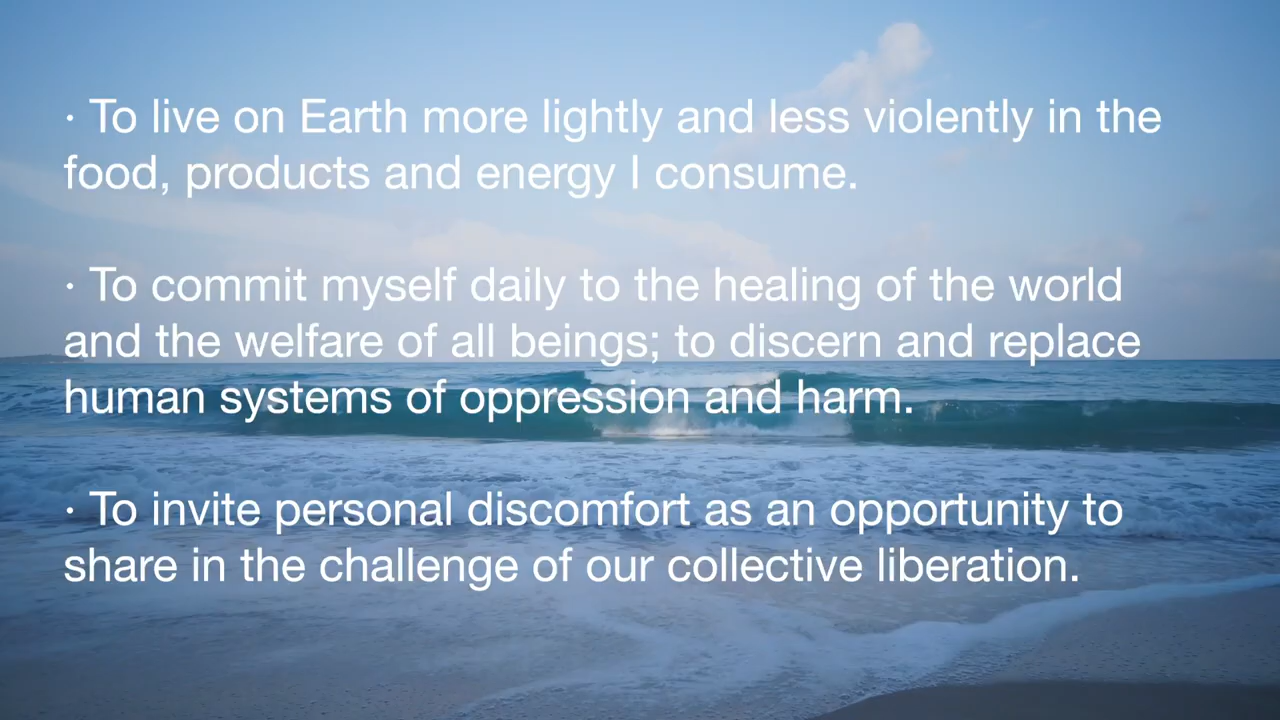 · To live on Earth more lightly and less violently in the
food, products and energy I consume.
· To commit myself daily to the healing of the world
and the welfare of all beings; to discern and replace
human systems of oppression and harm.
· To invite personal discomfort as an opportunity to
share in the challenge of our collective liberation.